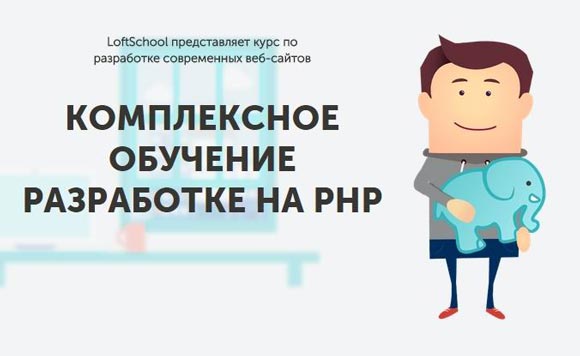 LoftSchool представляет курс по
разработке современных веб-сайтов
КОМПЛЕКСНОЕ
ОБУЧЕНИЕ
РАЗРАБОТКЕ НА PHP